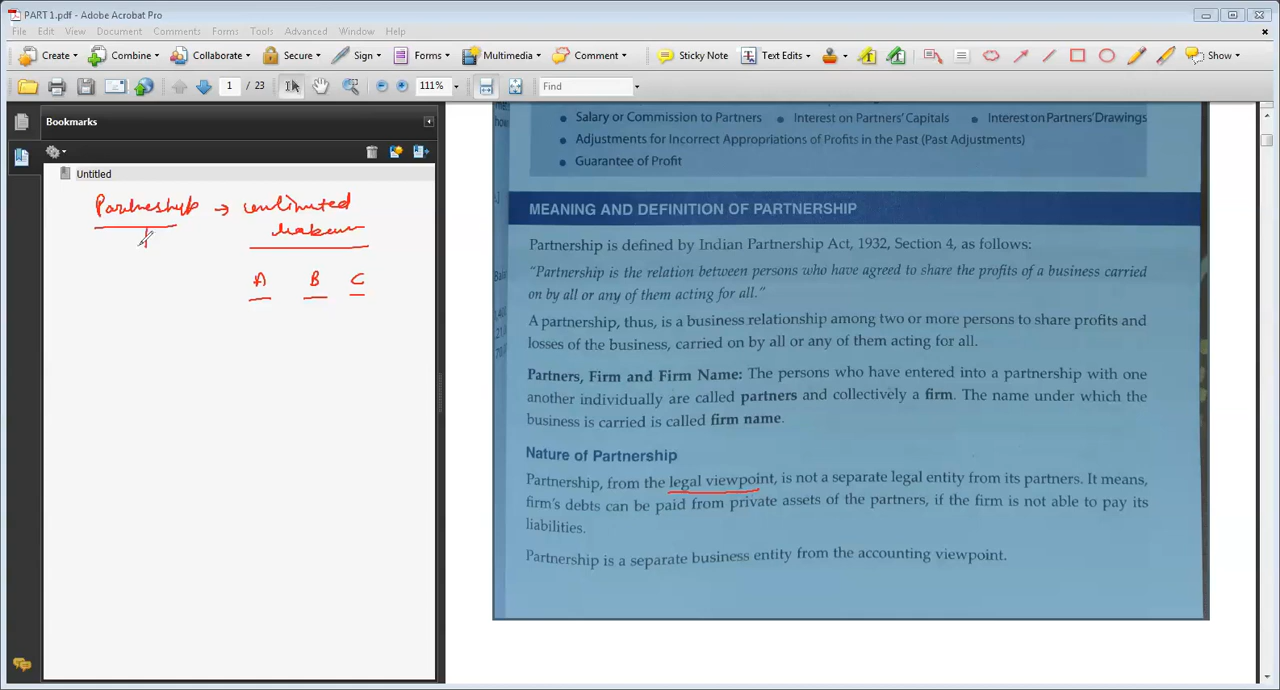 PART 1.pdf - Adobe Acrobat Pro
File Edit View Document Comments Forms Tools Advanced Window Help
Create Combine Collaborate Secure Sign Forms Multimedia Comment Sticky Note Text Edits Show
1 / 23 111% Find
Bookmarks
Untitled
Partnership → unlimited
A B C
Salary or Commission to Partners • Interest on Partners' Capitals • Interest on Partners' Drawings
• Adjustments for Incorrect Appropriations of Profits in the Past (Past Adjustments)
• Guarantee of Profit
MEANING AND DEFINITION OF PARTNERSHIP
Partnership is defined by Indian Partnership Act, 1932, Section 4, as follows:
"Partnership is the relation between persons who have agreed to share the profits of a business carried
on by all or any of them acting for all."
A partnership, thus, is a business relationship among two or more persons to share profits and
losses of the business, carried on by all or any of them acting for all.
Partners, Firm and Firm Name: The persons who have entered into a partnership with one
another individually are called partners and collectively a firm. The name under which the
business is carried is called firm name.
Nature of Partnership
Partnership, from the legal viewpoint, is not a separate legal entity from its partners. It means,
firm's debts can be paid from private assets of the partners, if the firm is not able to pay its
liabilities.
Partnership is a separate business entity from the accounting viewpoint.